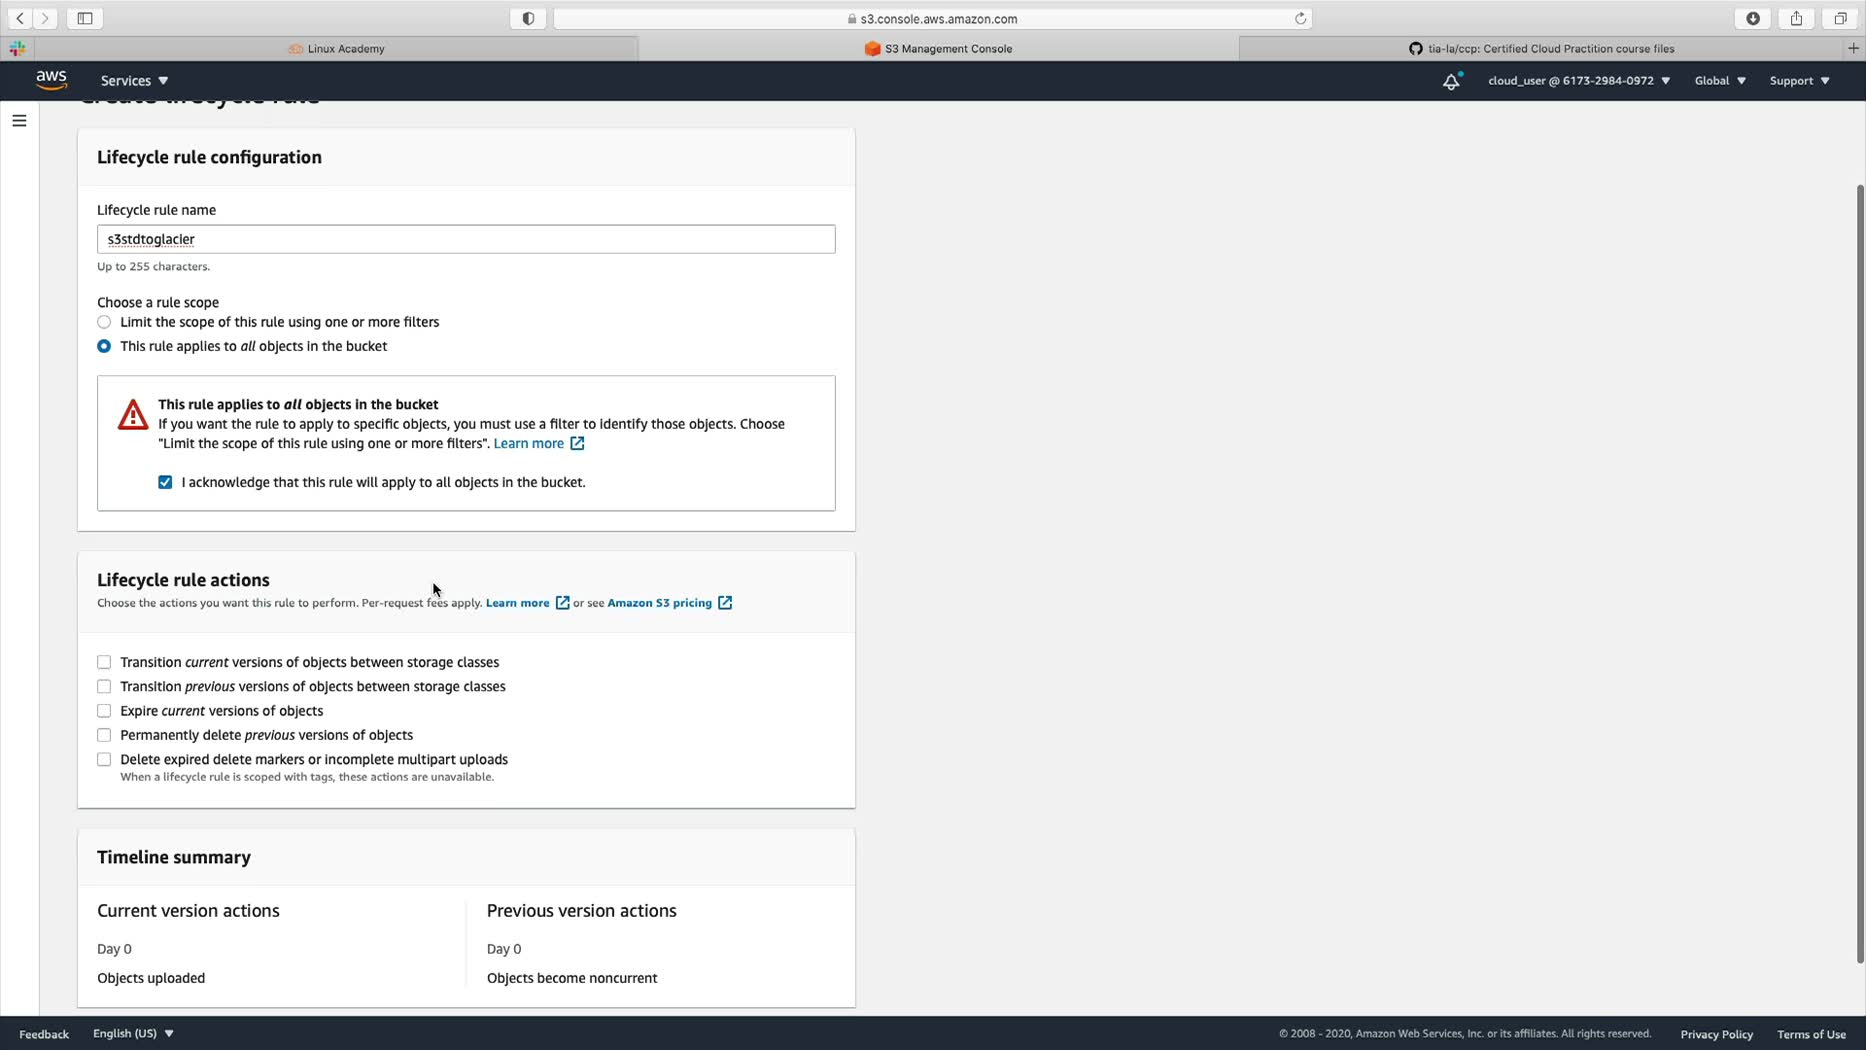 s3.console.aws.amazon.com
Linux Academy
S3 Management Console
tia-la/ccp: Certified Cloud Practition course files
aws
Services
cloud_user @ 6173-2984-0972
Global
Support
Create lifecycle rule
Lifecycle rule configuration
Lifecycle rule name
s3stdtoglacier
Up to 255 characters.
Choose a rule scope
Limit the scope of this rule using one or more filters
This rule applies to all objects in the bucket
This rule applies to all objects in the bucket
If you want the rule to apply to specific objects, you must use a filter to identify those objects. Choose
"Limit the scope of this rule using one or more filters". Learn more
I acknowledge that this rule will apply to all objects in the bucket.
Lifecycle rule actions
Choose the actions you want this rule to perform. Per-request fees apply. Learn more or see Amazon S3 pricing
Transition current versions of objects between storage classes
Transition previous versions of objects between storage classes
Expire current versions of objects
Permanently delete previous versions of objects
Delete expired delete markers or incomplete multipart uploads
When a lifecycle rule is scoped with tags, these actions are unavailable.
Timeline summary
Current version actions
Day 0
Objects uploaded
Previous version actions
Day 0
Objects become noncurrent
Feedback
English (US)
© 2008 - 2020, Amazon Web Services, Inc. or its affiliates. All rights reserved.
Privacy Policy
Terms of Use